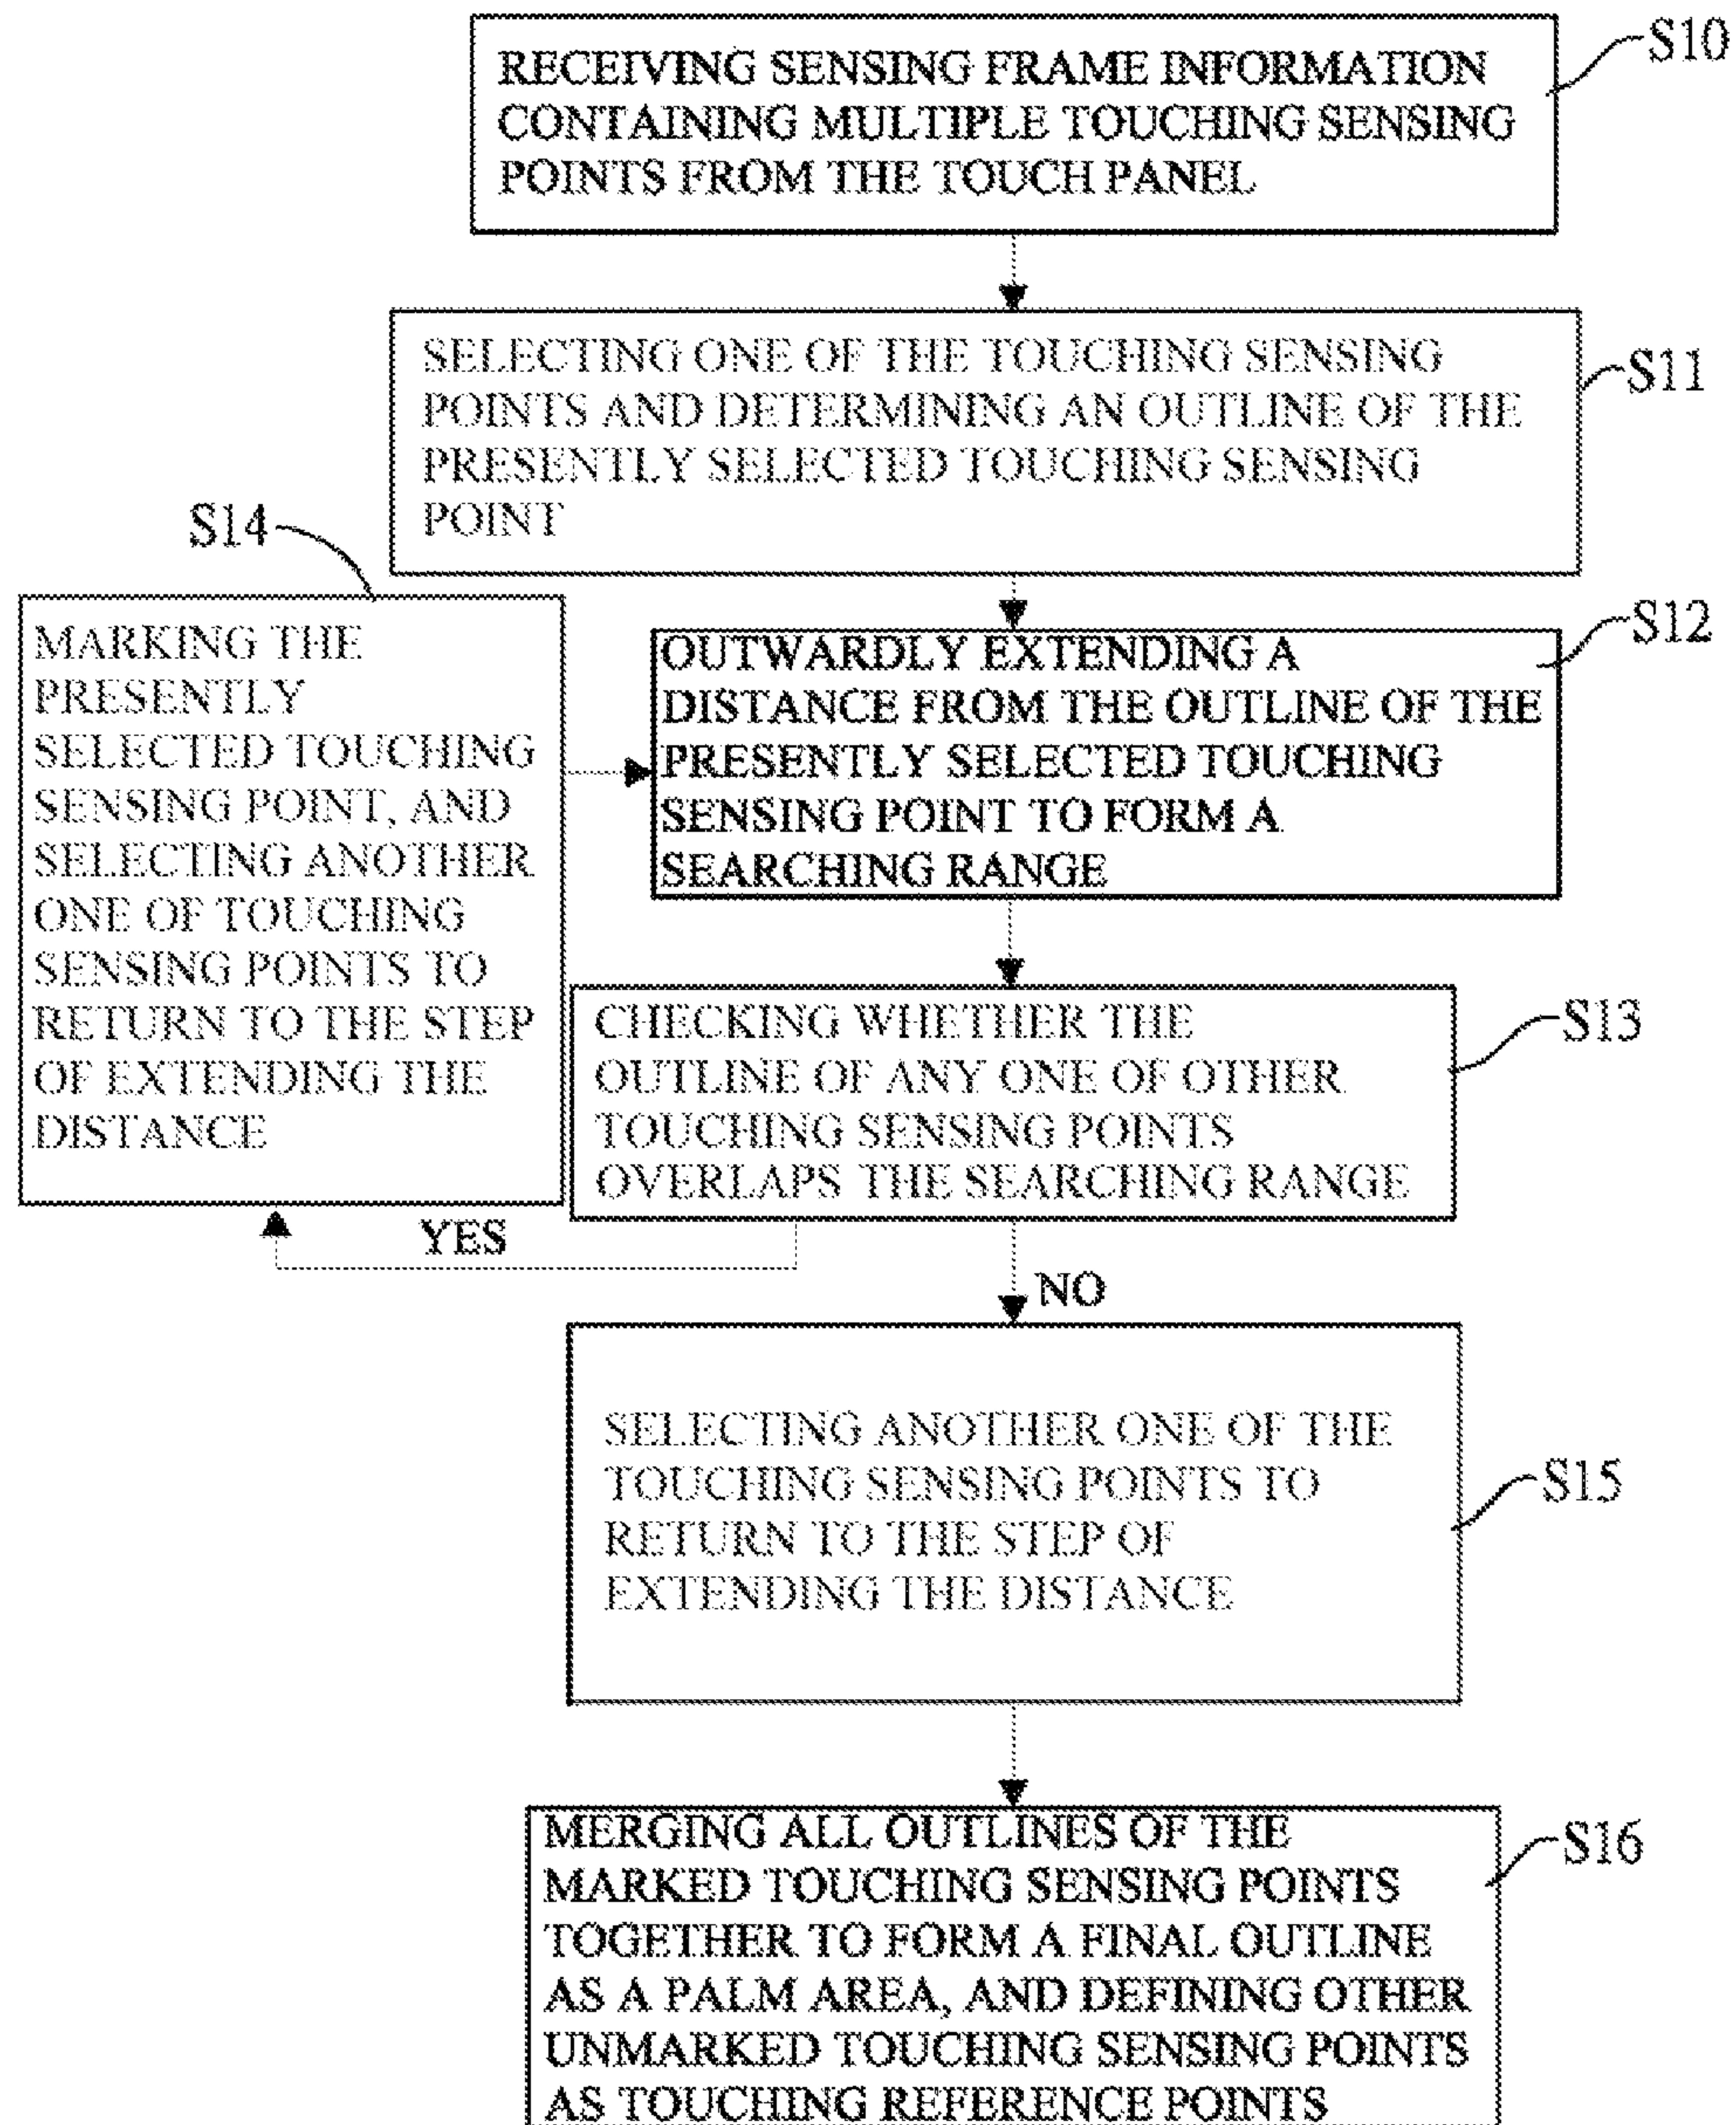 RECEIVING SENSING FRAME INFORMATION
CONTAINING MULTIPLE TOUCHING SENSING
POINTS FROM THE TOUCH PANEL
S10
SELECTING ONE OF THE TOUCHING SENSING
POINTS AND DETERMINING AN OUTLINE OF THE
PRESENTLY SELECTED TOUCHING SENSING
POINT
S11
S14
MARKING THE
PRESENTLY
SELECTED TOUCHING
SENSING POINT, AND
SELECTING ANOTHER
ONE OF TOUCHING
SENSING POINTS TO
RETURN TO THE STEP
OF EXTENDING THE
DISTANCE
OUTWARDLY EXTENDING A
DISTANCE FROM THE OUTLINE OF THE
PRESENTLY SELECTED TOUCHING
SENSING POINT TO FORM A
SEARCHING RANGE
S12
CHECKING WHETHER THE
OUTLINE OF ANY ONE OF OTHER
TOUCHING SENSING POINTS
OVERLAPS THE SEARCHING RANGE
S13
YES
NO
SELECTING ANOTHER ONE OF THE
TOUCHING SENSING POINTS TO
RETURN TO THE STEP OF
EXTENDING THE DISTANCE
S15
MERGING ALL OUTLINES OF THE
MARKED TOUCHING SENSING POINTS
TOGETHER TO FORM A FINAL OUTLINE
AS A PALM AREA, AND DEFINING OTHER
UNMARKED TOUCHING SENSING POINTS
AS TOUCHING REFERENCE POINTS
S16